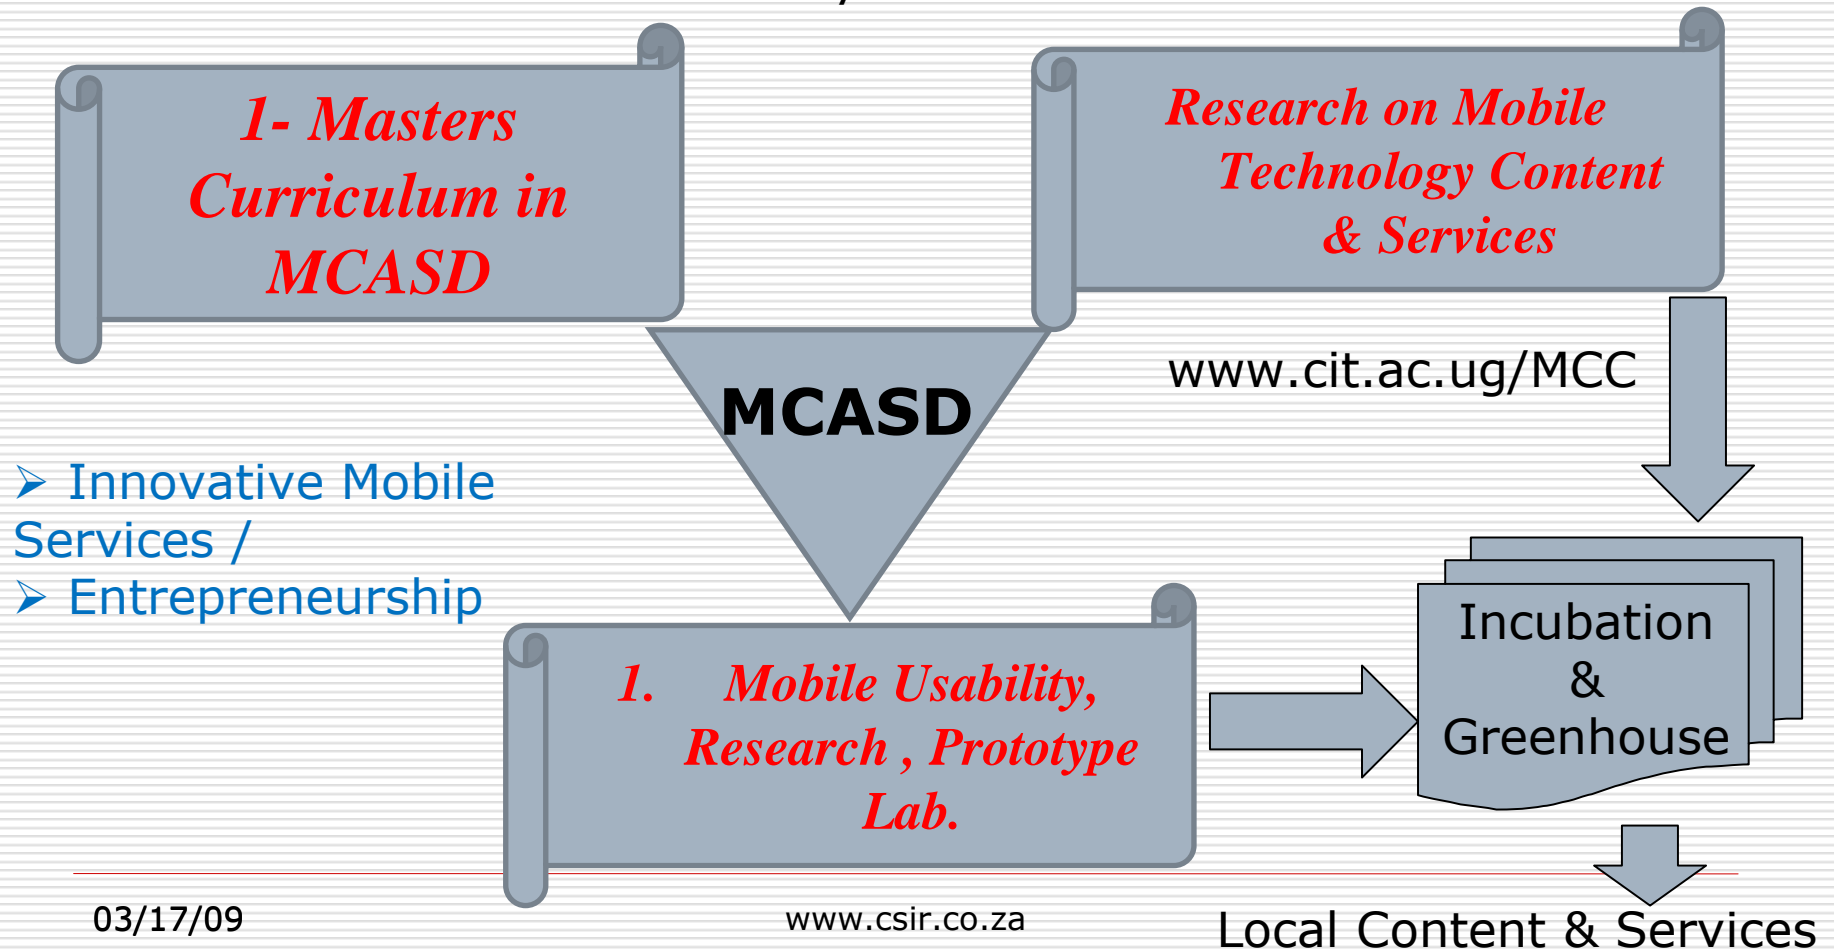 1- Masters
Curriculum in
MCASD
Research on Mobile
Technology Content
& Services
www.cit.ac.ug/MCC
MCASD
➢ Innovative Mobile
Services /
➢ Entrepreneurship
1. Mobile Usability,
Research , Prototype
Lab.
Incubation
&
Greenhouse
03/17/09
www.csir.co.za
Local Content & Services